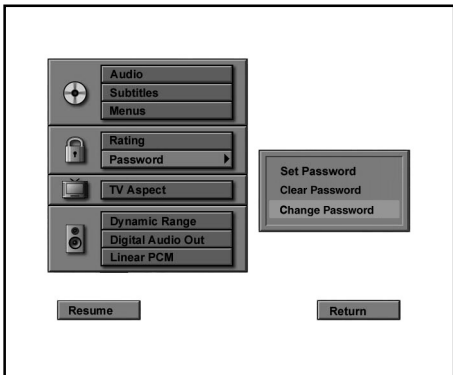 Audio
Subtitles
Menus
Rating
Password
TV Aspect
Dynamic Range
Digital Audio Out
Linear PCM
Set Password
Clear Password
Change Password
Resume
Return